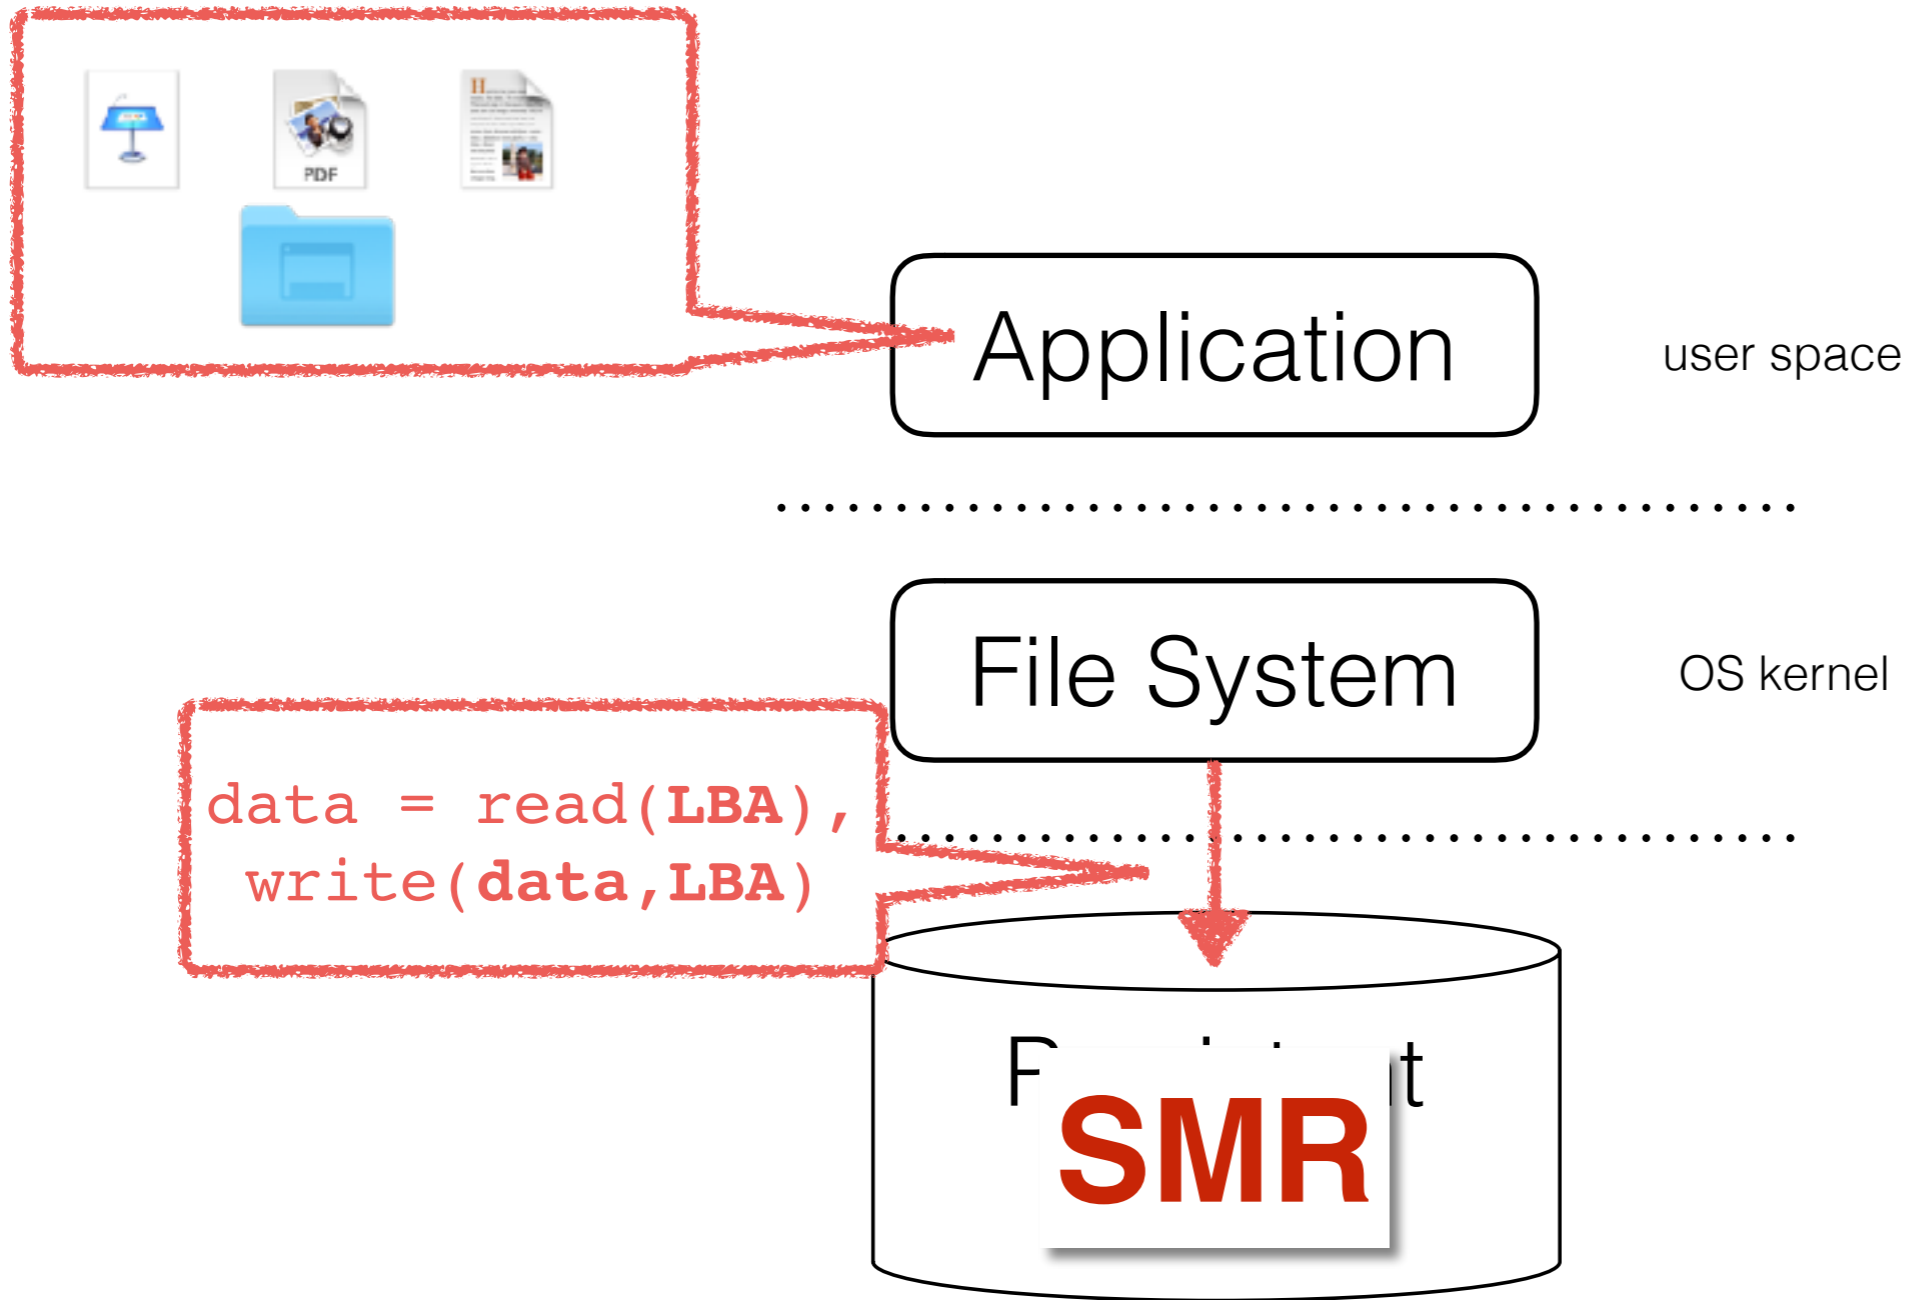 PDF
Application
user space
File System
OS kernel
data = read(LBA),
write(data,LBA)
SMR